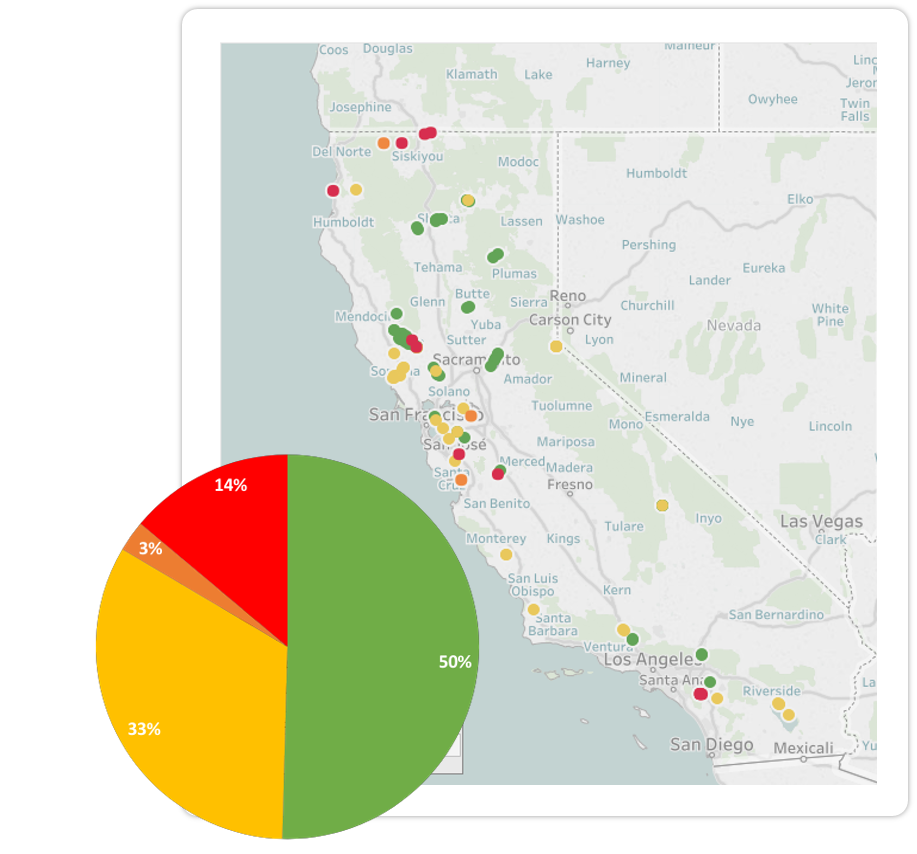 Coos Douglas
Klamath Lake Harney Malheur
Josephine
Owyhee
Twin
Falls
Del Norte
Siskiyou
Modoc
Humboldt
Humboldt
Lassen Washoe
Elko
Pershing
Tehama
Plumas
Lander
Eureka
Glenn
Butte
Sierra
Reno
Churchill
White
Pine
Carson City
Nevada
Yuba
Sutter
Lyon
Sacramento
Amador
Mineral
Solano
Tuolumne
San Francisco
Mono
Esmeralda
Nye
Lincoln
San José
Mariposa
Merced
Madera
Santa
Cruz
Fresno
San Benito
Tulare
Inyo
Las Vegas
Clark
Monterey
Kings
San Luis
Obispo
Kern
San Bernardino
Santa
Barbara
Ventura
Los Angeles
Santa Ana
Riverside
San Diego
Mexicali
14%
3%
50%
33%